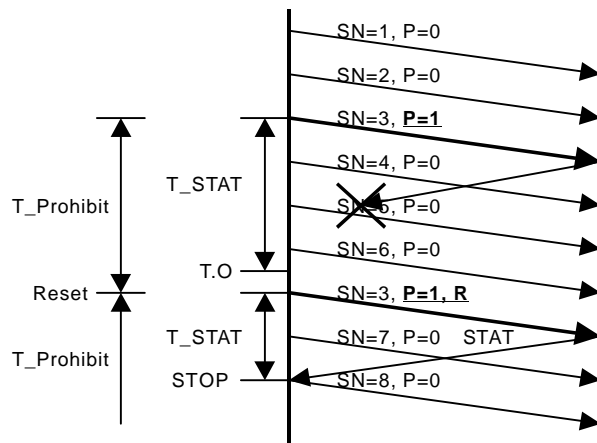 SN=1, P=0
SN=2, P=0
SN=3, P=1
SN=4, P=0
T_STAT
T_Prohibit
SN=5, P=0
SN=6, P=0
T.O
Reset
SN=3, P=1, R
T_STAT
SN=7, P=0 STAT
T_Prohibit
STOP
SN=8, P=0